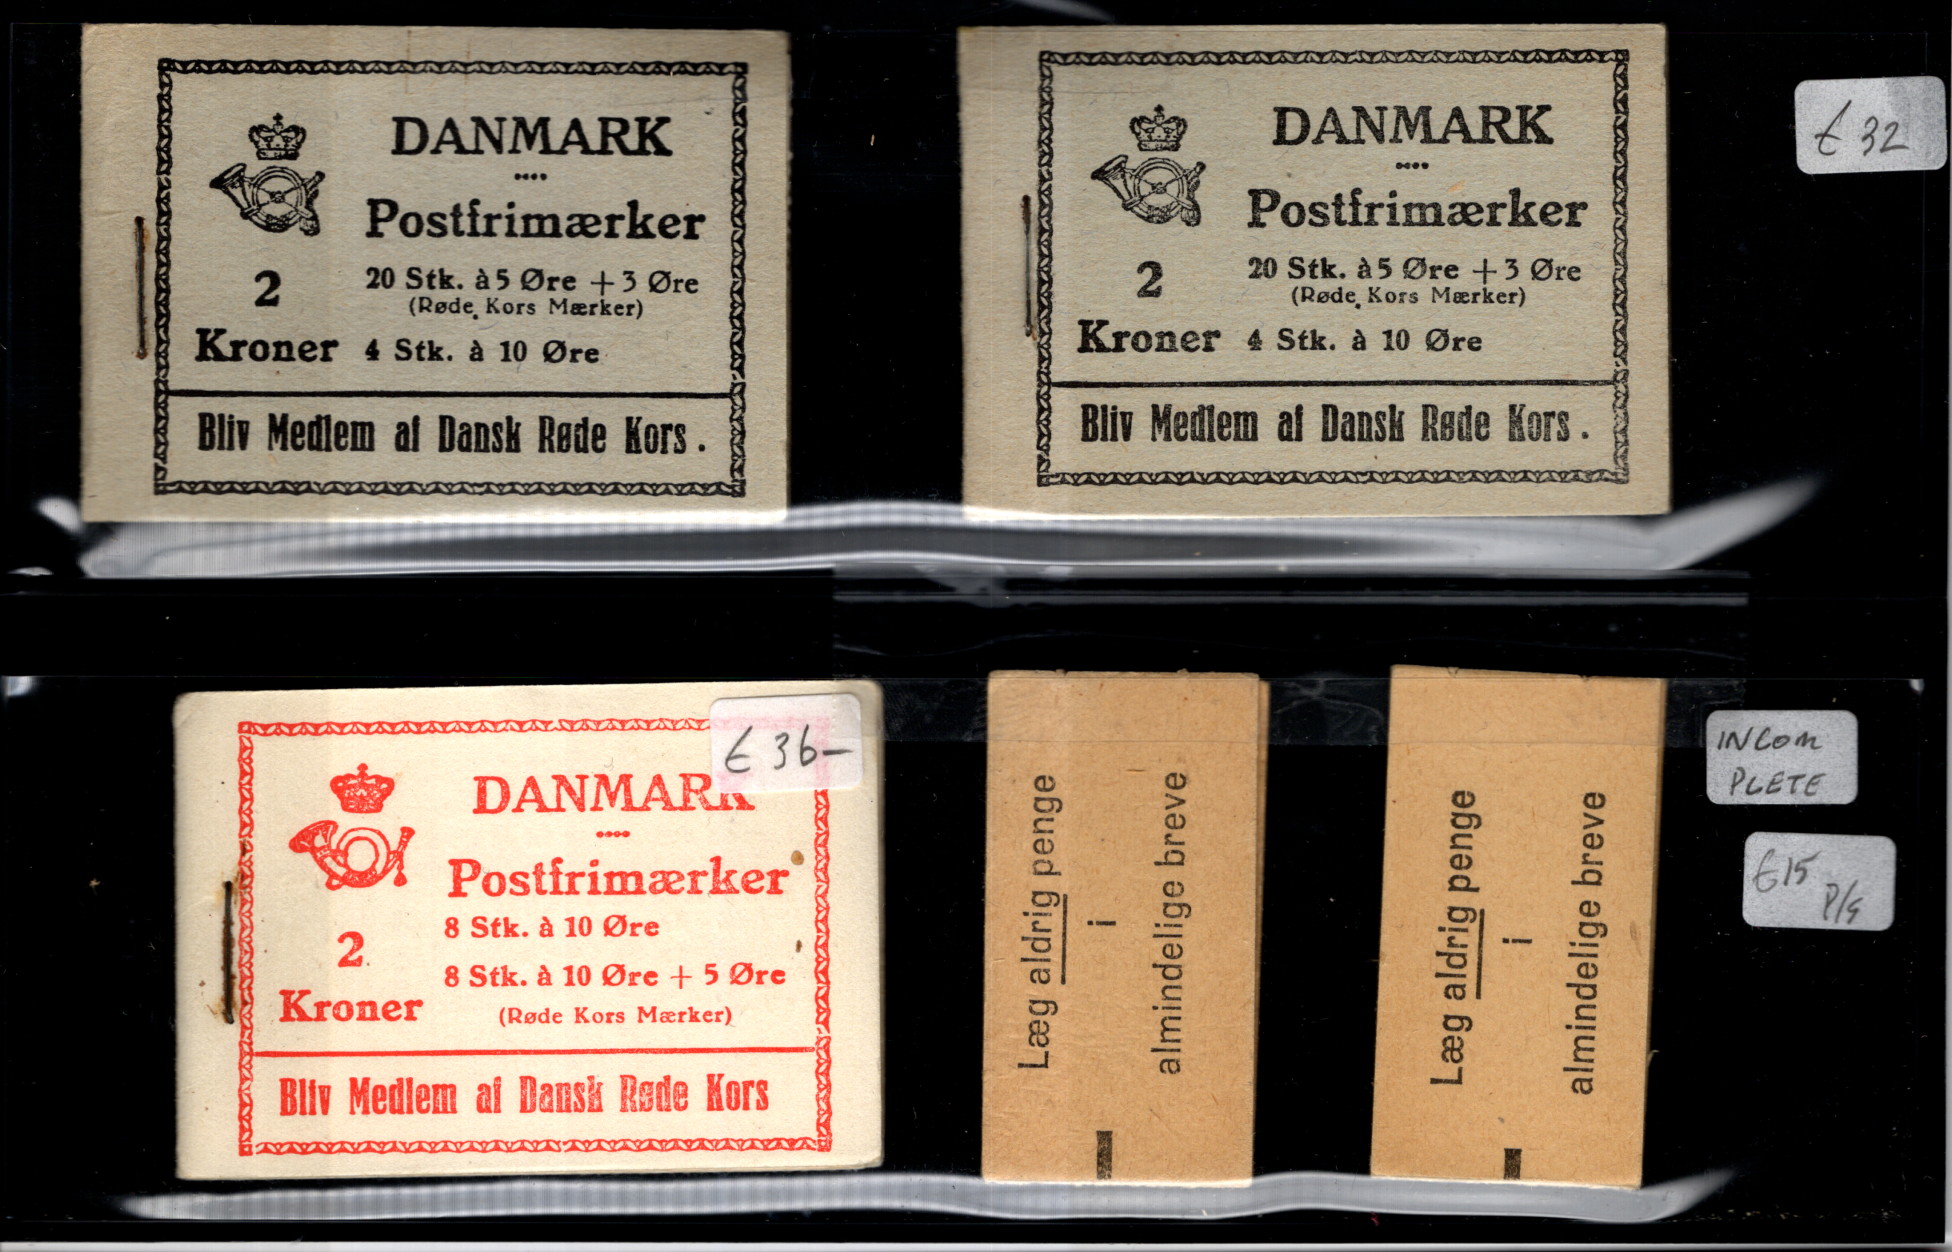 DANMARK
Postfrimærker
2
Kroner
20 Stk. à 5 Øre + 3 Øre
(Røde Kors Mærker)
4 Stk. à 10 Øre
Bliv Medlem af Dansk Røde Kors.
DANMARK
Postfrimærker
2
Kroner
20 Stk. à 5 Øre + 3 Øre
(Røde Kors Mærker)
4 Stk. à 10 Øre
Bliv Medlem af Dansk Røde Kors.
£ 32
£ 36-
DANMARK
Postfrimærker
2
Kroner
8 Stk. à 10 Øre
8 Stk. à 10 Øre + 5 Øre
(Røde Kors Mærker)
Bliv Medlem af Dansk Røde Kors
Læg aldrig penge
i
almindelige breve
Læg aldrig penge
i
almindelige breve
INCOM
PLETE
£15
P/s